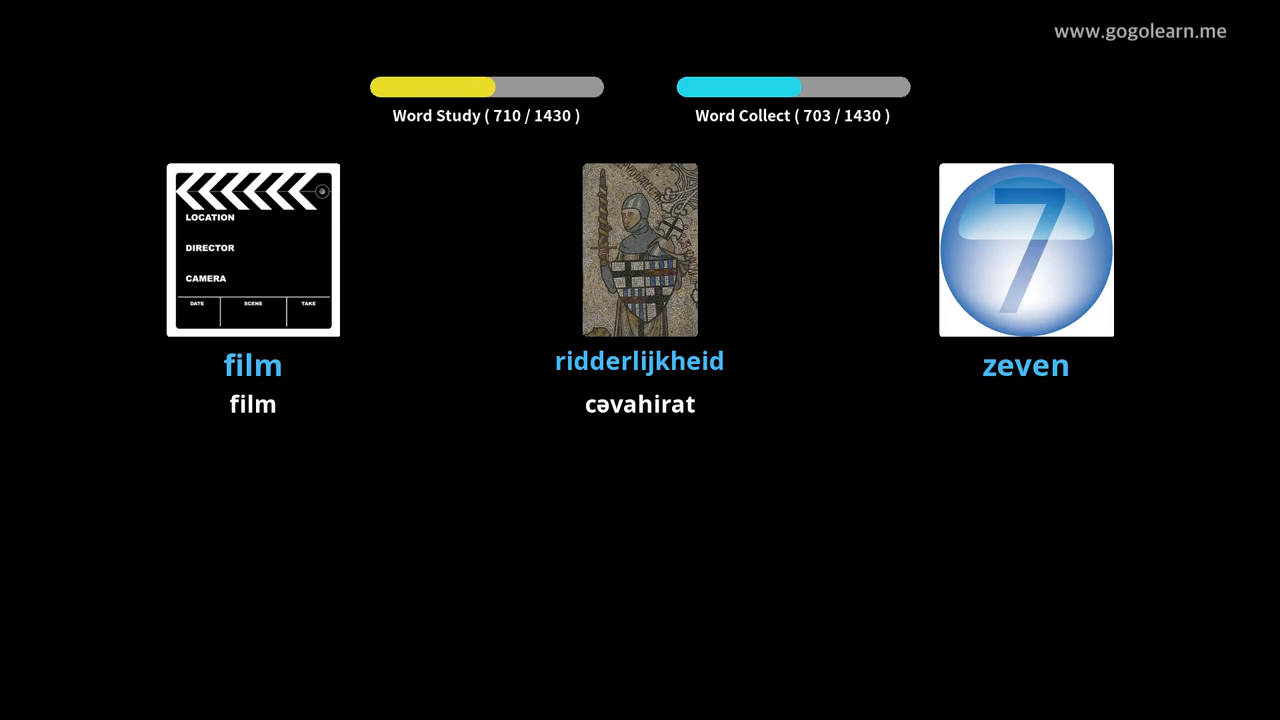 www.gogolearn.me
Word Study ( 710 / 1430 )
Word Collect ( 703 / 1430 )
LOCATION
DIRECTOR
CAMERA
DATE SCENE TAKE
7
film
ridderlijkheid
zeven
film
cəvahirat